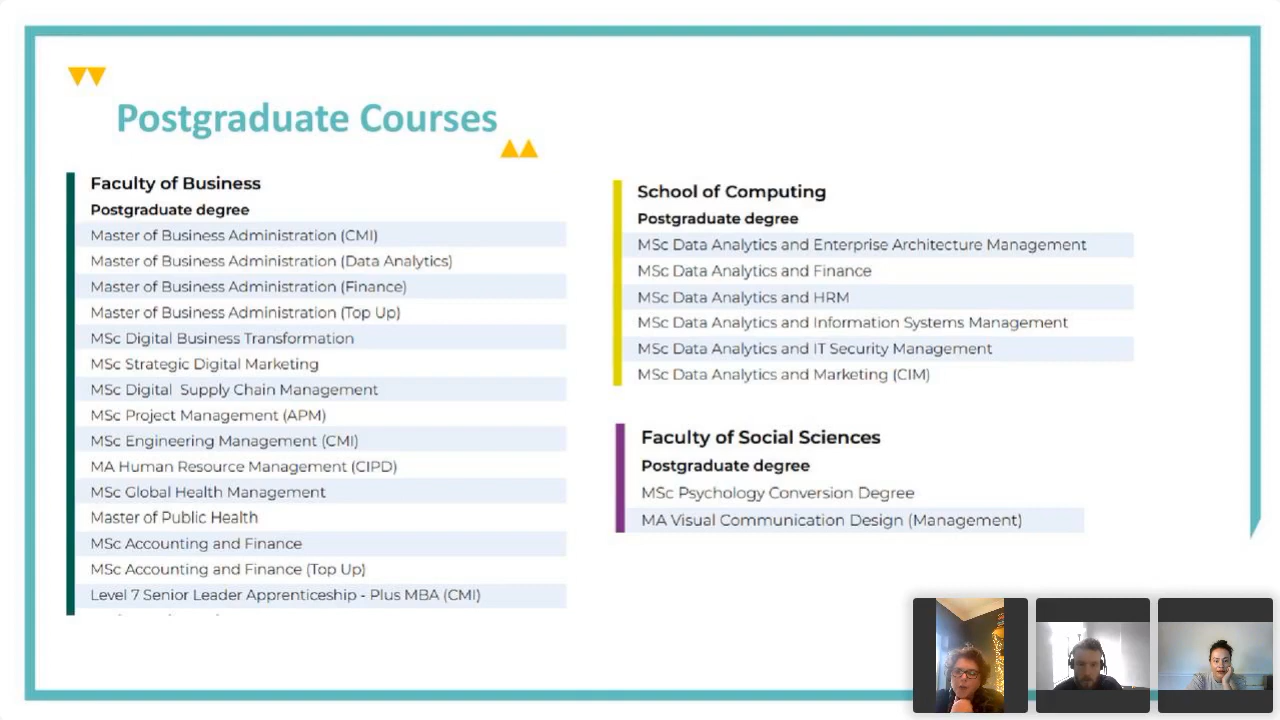 Postgraduate Courses
Faculty of Business
Postgraduate degree
Master of Business Administration (CMI)
Master of Business Administration (Data Analytics)
Master of Business Administration (Finance)
Master of Business Administration (Top Up)
MSc Digital Business Transformation
MSc Strategic Digital Marketing
MSc Digital  Supply Chain Management
MSc Project Management (APM)
MSc Engineering Management (CMI)
MA Human Resource Management (CIPD)
MSc Global Health Management
Master of Public Health
MSc Accounting and Finance
MSc Accounting and Finance (Top Up)
Level 7 Senior Leader Apprenticeship - Plus MBA (CMI)
School of Computing
Postgraduate degree
MSc Data Analytics and Enterprise Architecture Management
MSc Data Analytics and Finance
MSc Data Analytics and HRM
MSc Data Analytics and Information Systems Management
MSc Data Analytics and IT Security Management
MSc Data Analytics and Marketing (CIM)
Faculty of Social Sciences
Postgraduate degree
MSc Psychology Conversion Degree
MA Visual Communication Design (Management)